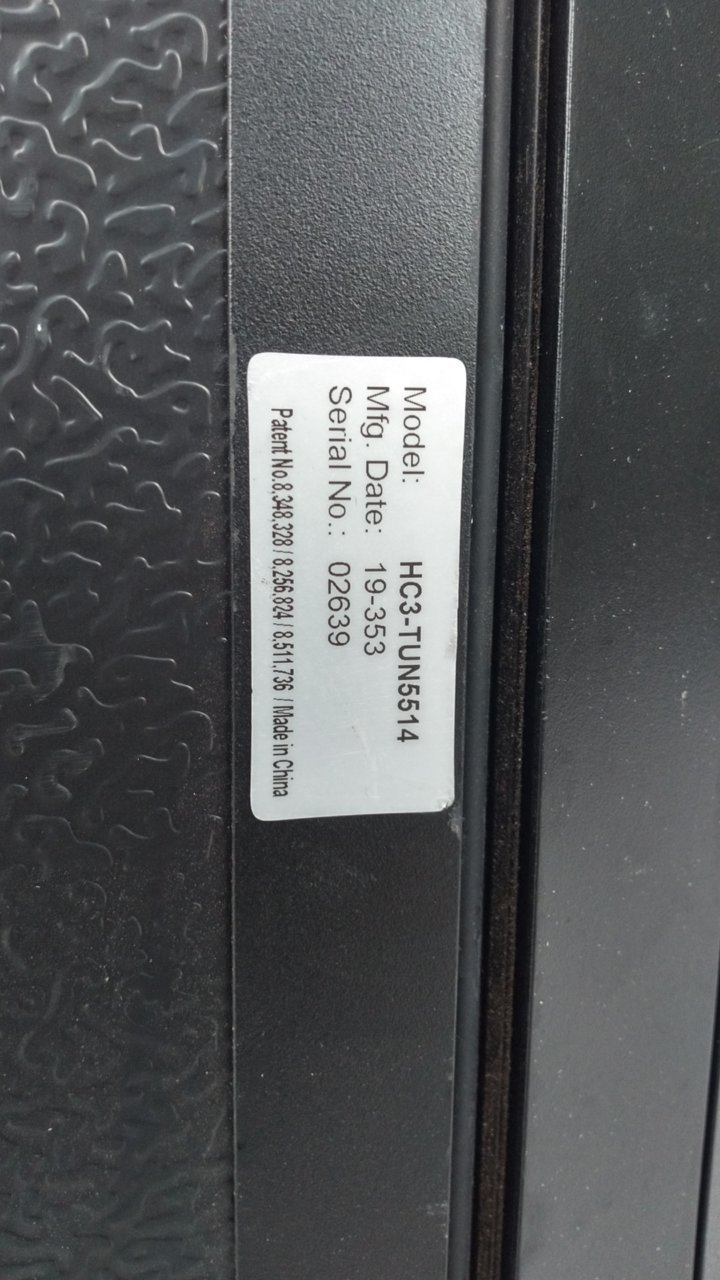 Model: HC3-TUN5514
Mfg. Date: 19-353
Serial No.: 02639
Patent No.8,348,328 / 8,256,824 / 8,511,736 / Made in China